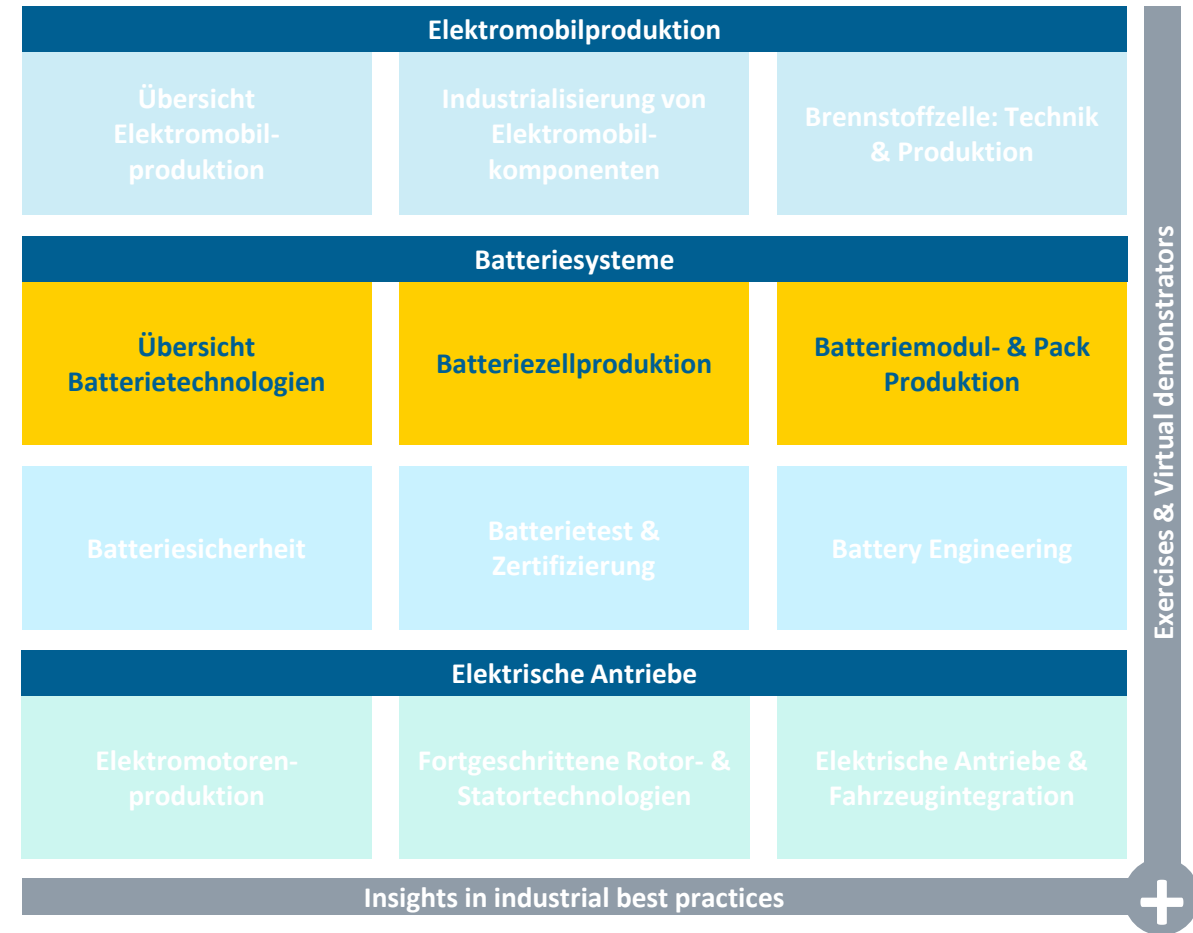 Elektromobilproduktion
Übersicht
Elektromobil-
produktion
Industrialisierung von
Elektromobil-
komponenten
Brennstoffzelle: Technik
& Produktion
Batteriesysteme
Übersicht
Batterietechnologien
Batteriezellproduktion
Batteriemodul- & Pack
Produktion
Batteriesicherheit
Batterietest &
Zertifizierung
Battery Engineering
Elektrische Antriebe
Elektromotoren-
produktion
Fortgeschrittene Rotor- &
Statortechnologien
Elektrische Antriebe &
Fahrzeugintegration
Insights in industrial best practices
Exercises & Virtual demonstrators